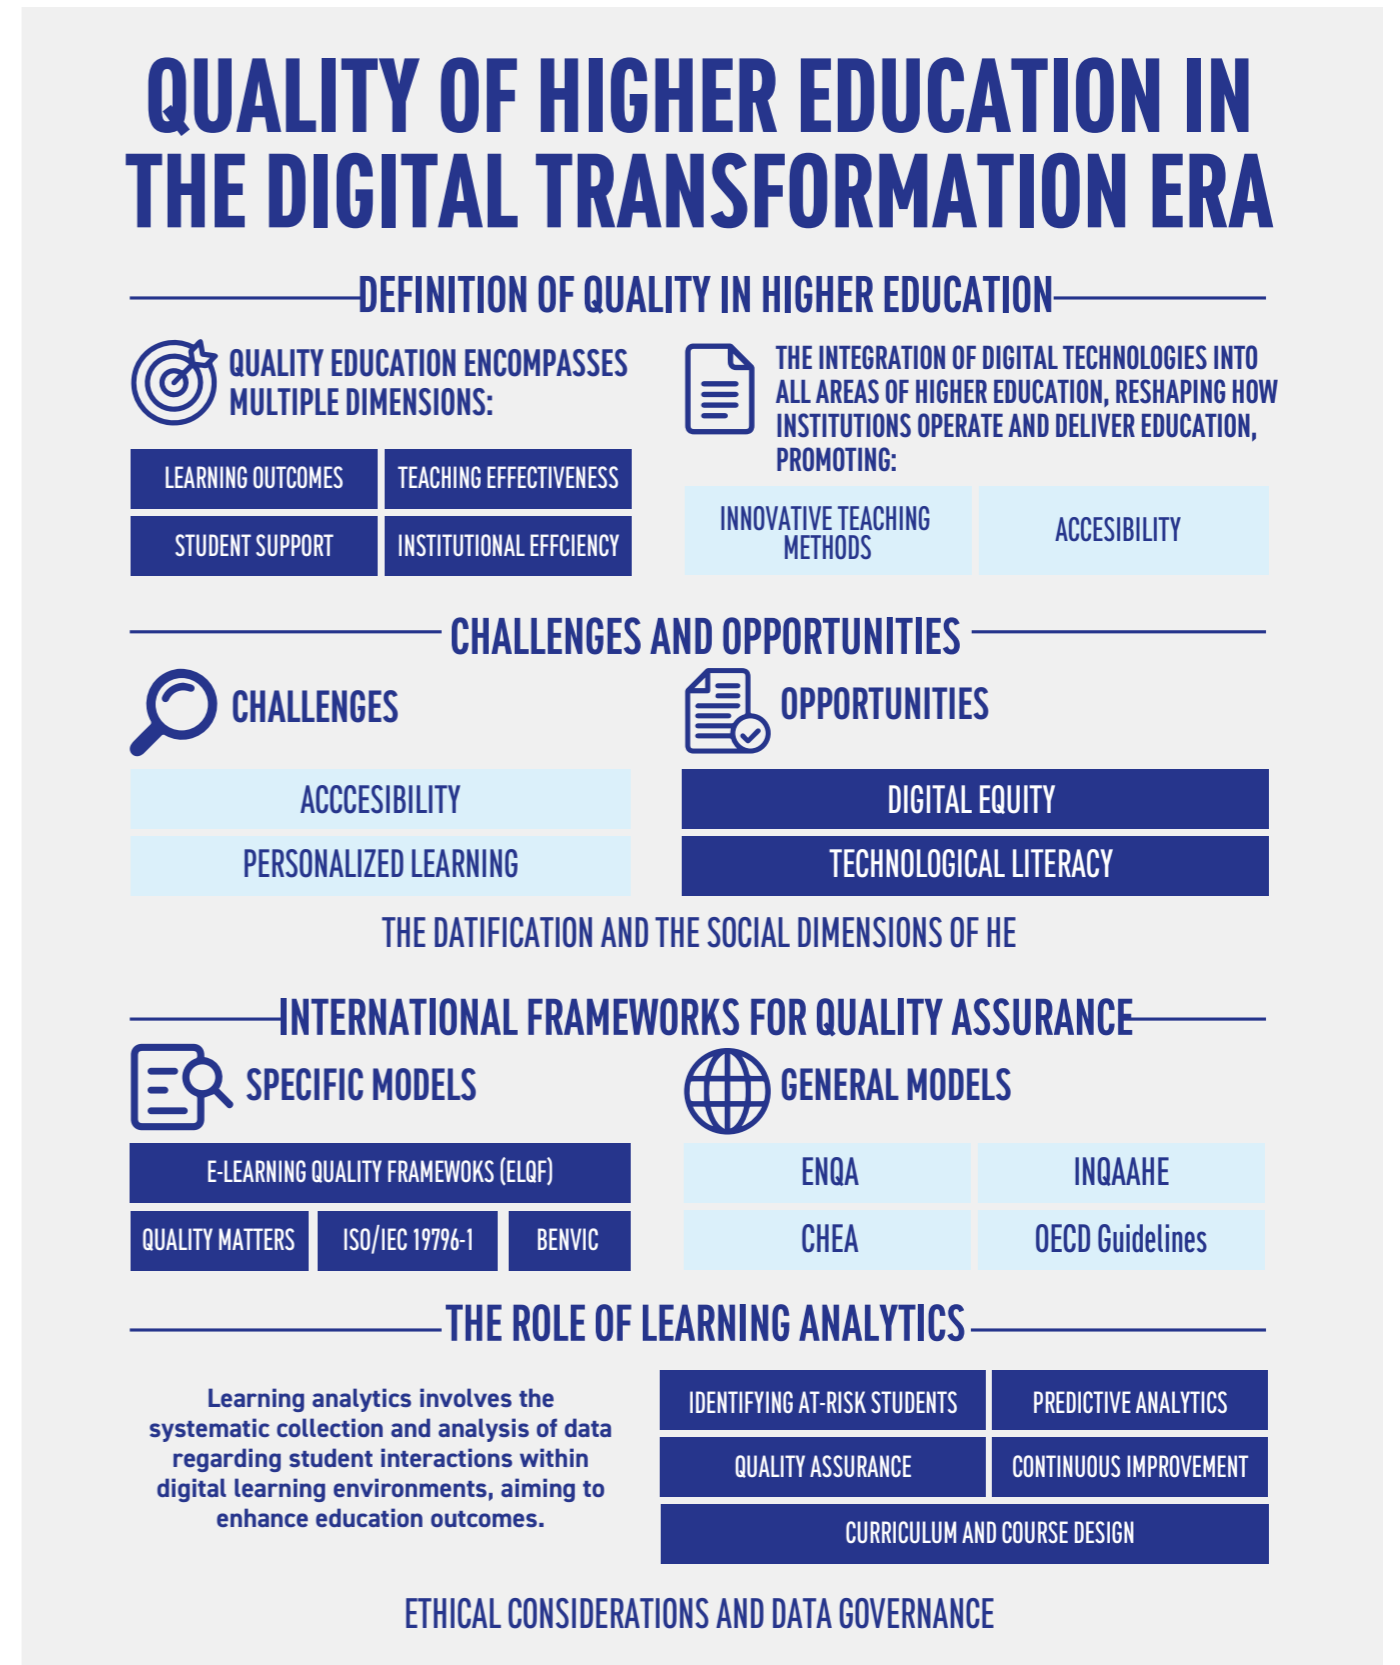 QUALITY OF HIGHER EDUCATION IN
THE DIGITAL TRANSFORMATION ERA
DEFINITION OF QUALITY IN HIGHER EDUCATION
QUALITY EDUCATION ENCOMPASSES
MULTIPLE DIMENSIONS:
LEARNING OUTCOMES
TEACHING EFFECTIVENESS
STUDENT SUPPORT
INSTITUTIONAL EFFCIENCY
THE INTEGRATION OF DIGITAL TECHNOLOGIES INTO
ALL AREAS OF HIGHER EDUCATION, RESHAPING HOW
INSTITUTIONS OPERATE AND DELIVER EDUCATION,
PROMOTING:
INNOVATIVE TEACHING
METHODS
ACCESIBILITY
CHALLENGES AND OPPORTUNITIES
CHALLENGES
ACCCESIBILITY
PERSONALIZED LEARNING
OPPORTUNITIES
DIGITAL EQUITY
TECHNOLOGICAL LITERACY
THE DATIFICATION AND THE SOCIAL DIMENSIONS OF HE
INTERNATIONAL FRAMEWORKS FOR QUALITY ASSURANCE
SPECIFIC MODELS
E-LEARNING QUALITY FRAMEWOKS (ELQF)
QUALITY MATTERS
ISO/IEC 19796-1
BENVIC
GENERAL MODELS
ENQA
INQAAHE
CHEA
OECD Guidelines
THE ROLE OF LEARNING ANALYTICS
Learning analytics involves the
systematic collection and analysis of data
regarding student interactions within
digital learning environments, aiming to
enhance education outcomes.
IDENTIFYING AT-RISK STUDENTS
PREDICTIVE ANALYTICS
QUALITY ASSURANCE
CONTINUOUS IMPROVEMENT
CURRICULUM AND COURSE DESIGN
ETHICAL CONSIDERATIONS AND DATA GOVERNANCE